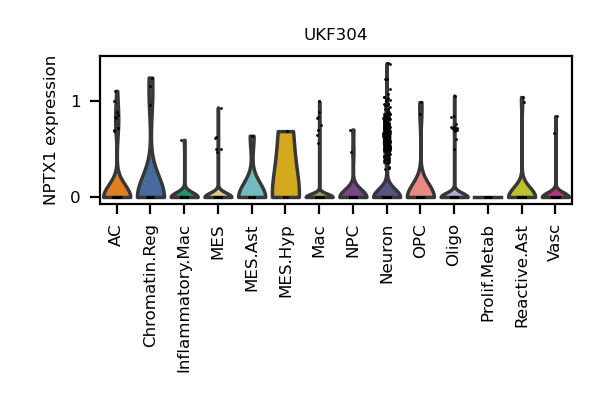 UKF304
NPTX1 expression
1
0
AC
Chromatin.Reg
Inflammatory.Mac
MES
MES.Ast
MES.Hyp
Mac
NPC
Neuron
OPC
Oligo
Prolif.Metab
Reactive.Ast
Vasc